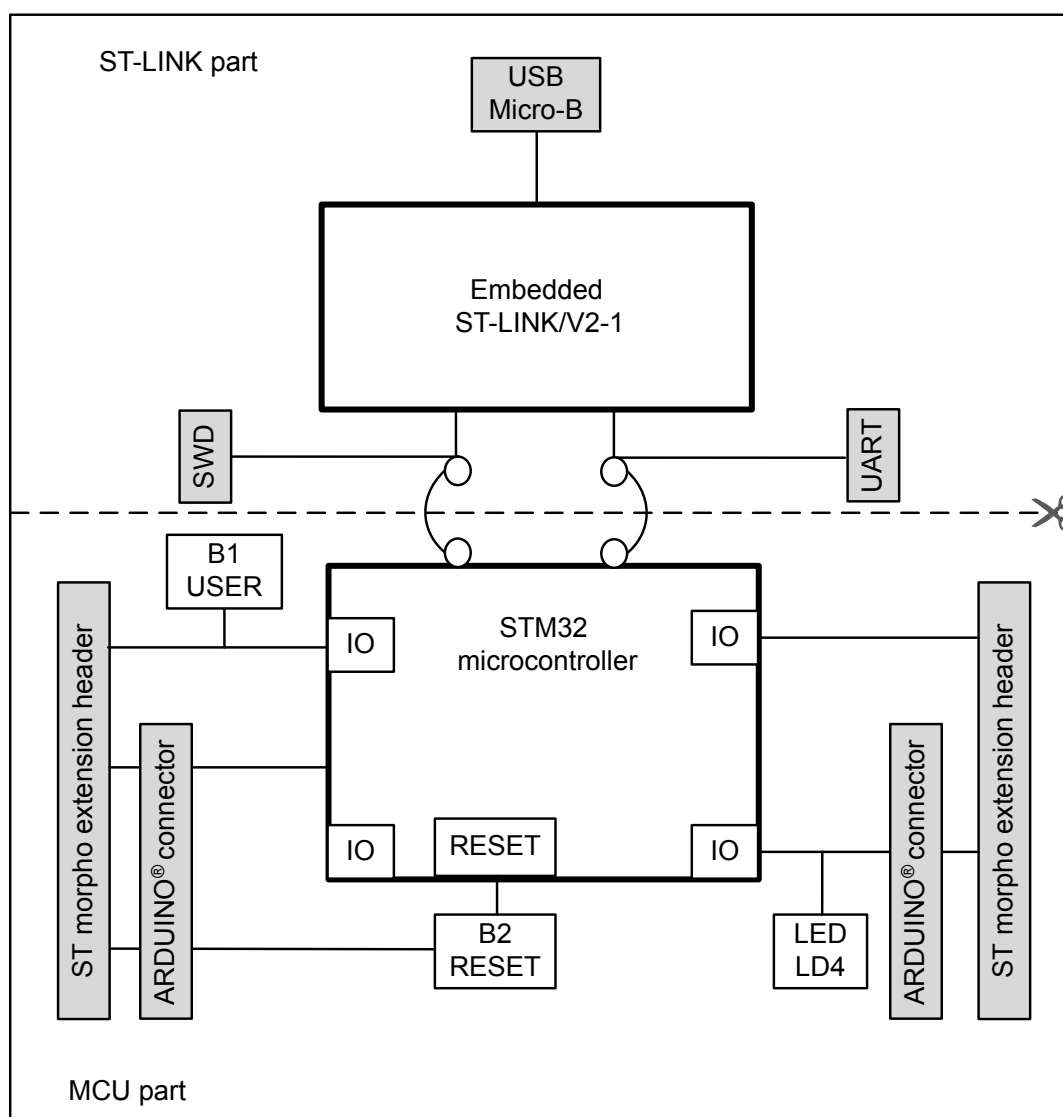 ST-LINK part
USB
Micro-B
Embedded
ST-LINK/V2-1
SWD
UART
B1
USER
ST morpho extension header
IO
STM32
microcontroller
IO
ST morpho extension header
ARDUINO® connector
ARDUINO® connector
IO
RESET
IO
B2
RESET
LED
LD4
MCU part